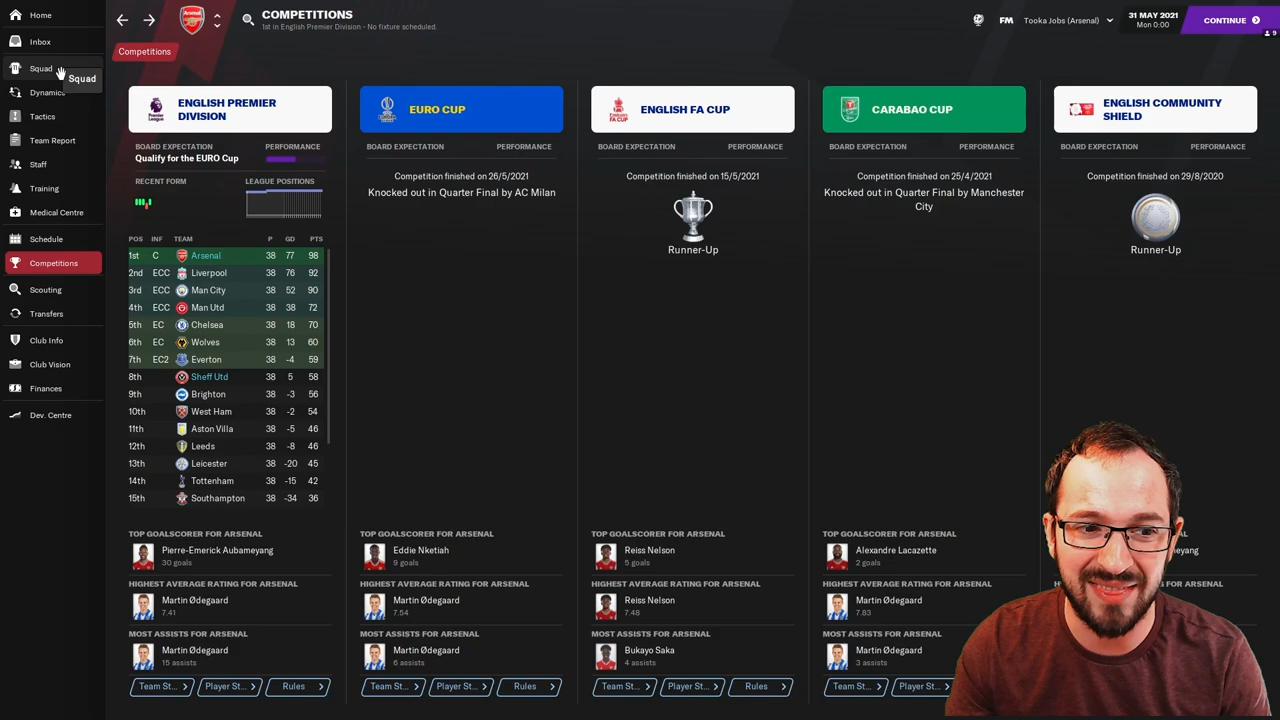 Home
COMPETITIONS
1st in English Premier Division - No fixture scheduled.
FM
Tooka Jobs (Arsenal)
31 MAY 2021
Mon 0:00
CONTINUE
9
Inbox
Squad
Squad
Dynamics
Tactics
Team Report
Staff
Training
Medical Centre
Schedule
Competitions
Scouting
Transfers
Club Info
Club Vision
Finances
Dev. Centre
Competitions
ENGLISH PREMIER
DIVISION
BOARD EXPECTATION PERFORMANCE
Qualify for the EURO Cup
RECENT FORM LEAGUE POSITIONS
POS INF TEAM P GD PTS
1st C Arsenal 38 77 98
2nd ECC Liverpool 38 76 92
3rd ECC Man City 38 52 90
4th ECC Man Utd 38 38 72
5th EC Chelsea 38 18 70
6th EC Wolves 38 13 60
7th EC2 Everton 38 -4 59
8th Sheff Utd 38 5 58
9th Brighton 38 -3 56
10th West Ham 38 -2 54
11th Aston Villa 38 -5 46
12th Leeds 38 -8 46
13th Leicester 38 -20 45
14th Tottenham 38 -15 42
15th Southampton 38 -34 36
TOP GOALSCORER FOR ARSENAL
Pierre-Emerick Aubameyang
30 goals
HIGHEST AVERAGE RATING FOR ARSENAL
Martin Ødegaard
7.41
MOST ASSISTS FOR ARSENAL
Martin Ødegaard
15 assists
Team St...
Player St...
Rules
EURO CUP
BOARD EXPECTATION PERFORMANCE
Competition finished on 26/5/2021
Knocked out in Quarter Final by AC Milan
TOP GOALSCORER FOR ARSENAL
Eddie Nketiah
9 goals
HIGHEST AVERAGE RATING FOR ARSENAL
Martin Ødegaard
7.54
MOST ASSISTS FOR ARSENAL
Martin Ødegaard
6 assists
Team St...
Player St...
Rules
Emirates
FA CUP
ENGLISH FA CUP
BOARD EXPECTATION PERFORMANCE
Competition finished on 15/5/2021
Runner-Up
TOP GOALSCORER FOR ARSENAL
Reiss Nelson
5 goals
HIGHEST AVERAGE RATING FOR ARSENAL
Reiss Nelson
7.48
MOST ASSISTS FOR ARSENAL
Bukayo Saka
4 assists
Team St...
Player St...
Rules
CARABAO CUP
BOARD EXPECTATION PERFORMANCE
Competition finished on 25/4/2021
Knocked out in Quarter Final by Manchester
City
TOP GOALSCORER FOR ARSENAL
Alexandre Lacazette
2 goals
HIGHEST AVERAGE RATING FOR ARSENAL
Martin Ødegaard
7.83
MOST ASSISTS FOR ARSENAL
Martin Ødegaard
3 assists
Team St...
Player
ENGLISH COMMUNITY
SHIELD
BOARD EXPECTATION PERFORMANCE
Competition finished on 29/8/2020
Runner-Up
ARSENAL
eyang
ARSENAL